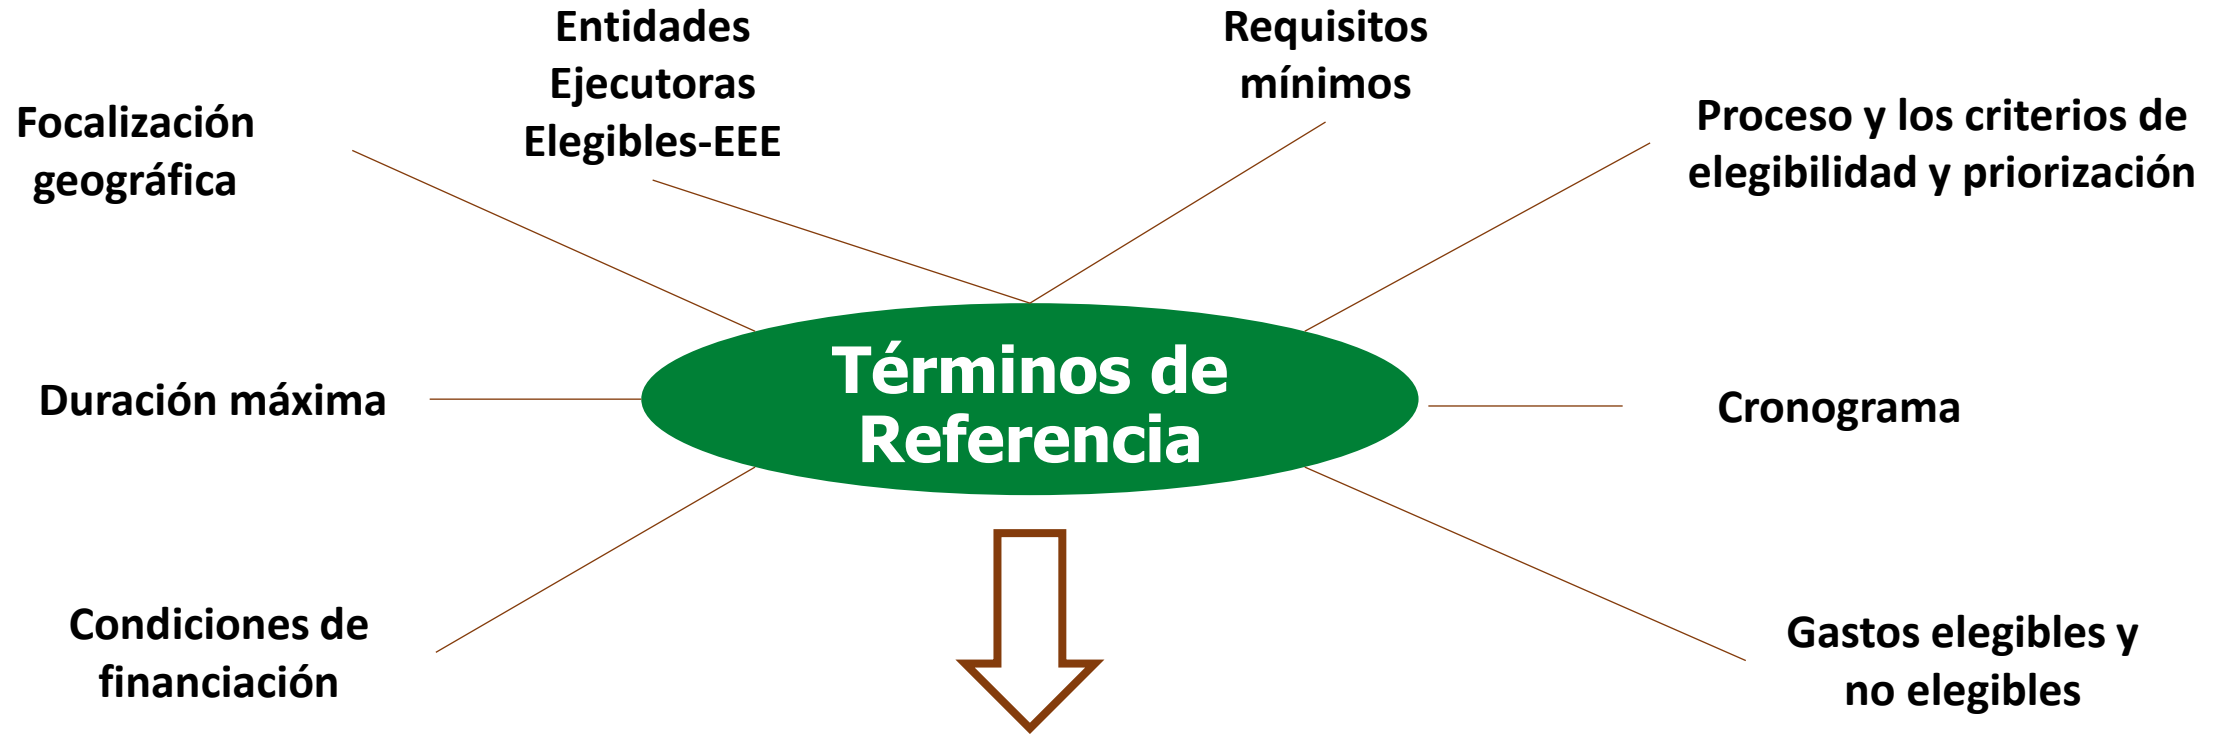 Entidades
Ejecutoras
Elegibles-EEE
Requisitos
mínimos
Focalización
geográfica
Proceso y los criterios de
elegibilidad y priorización
Términos de
Referencia
Duración máxima
Cronograma
Condiciones de
financiación
Gastos elegibles y
no elegibles